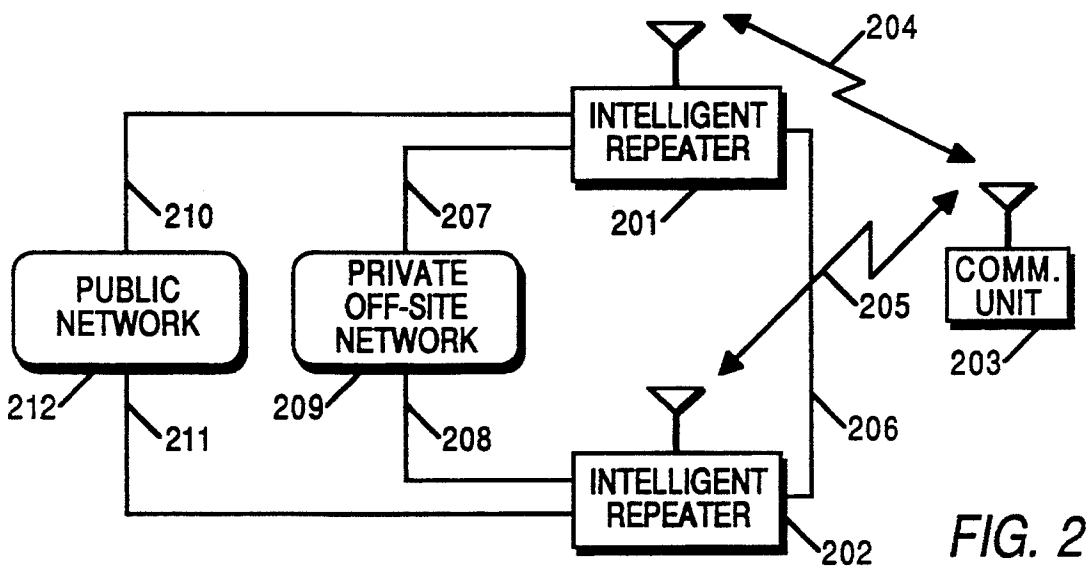 204
INTELLIGENT
REPEATER
201
210
207
PUBLIC
NETWORK
212
PRIVATE
OFF-SITE
NETWORK
209
205
COMM.
UNIT
203
211
208
206
INTELLIGENT
REPEATER
202
FIG. 2